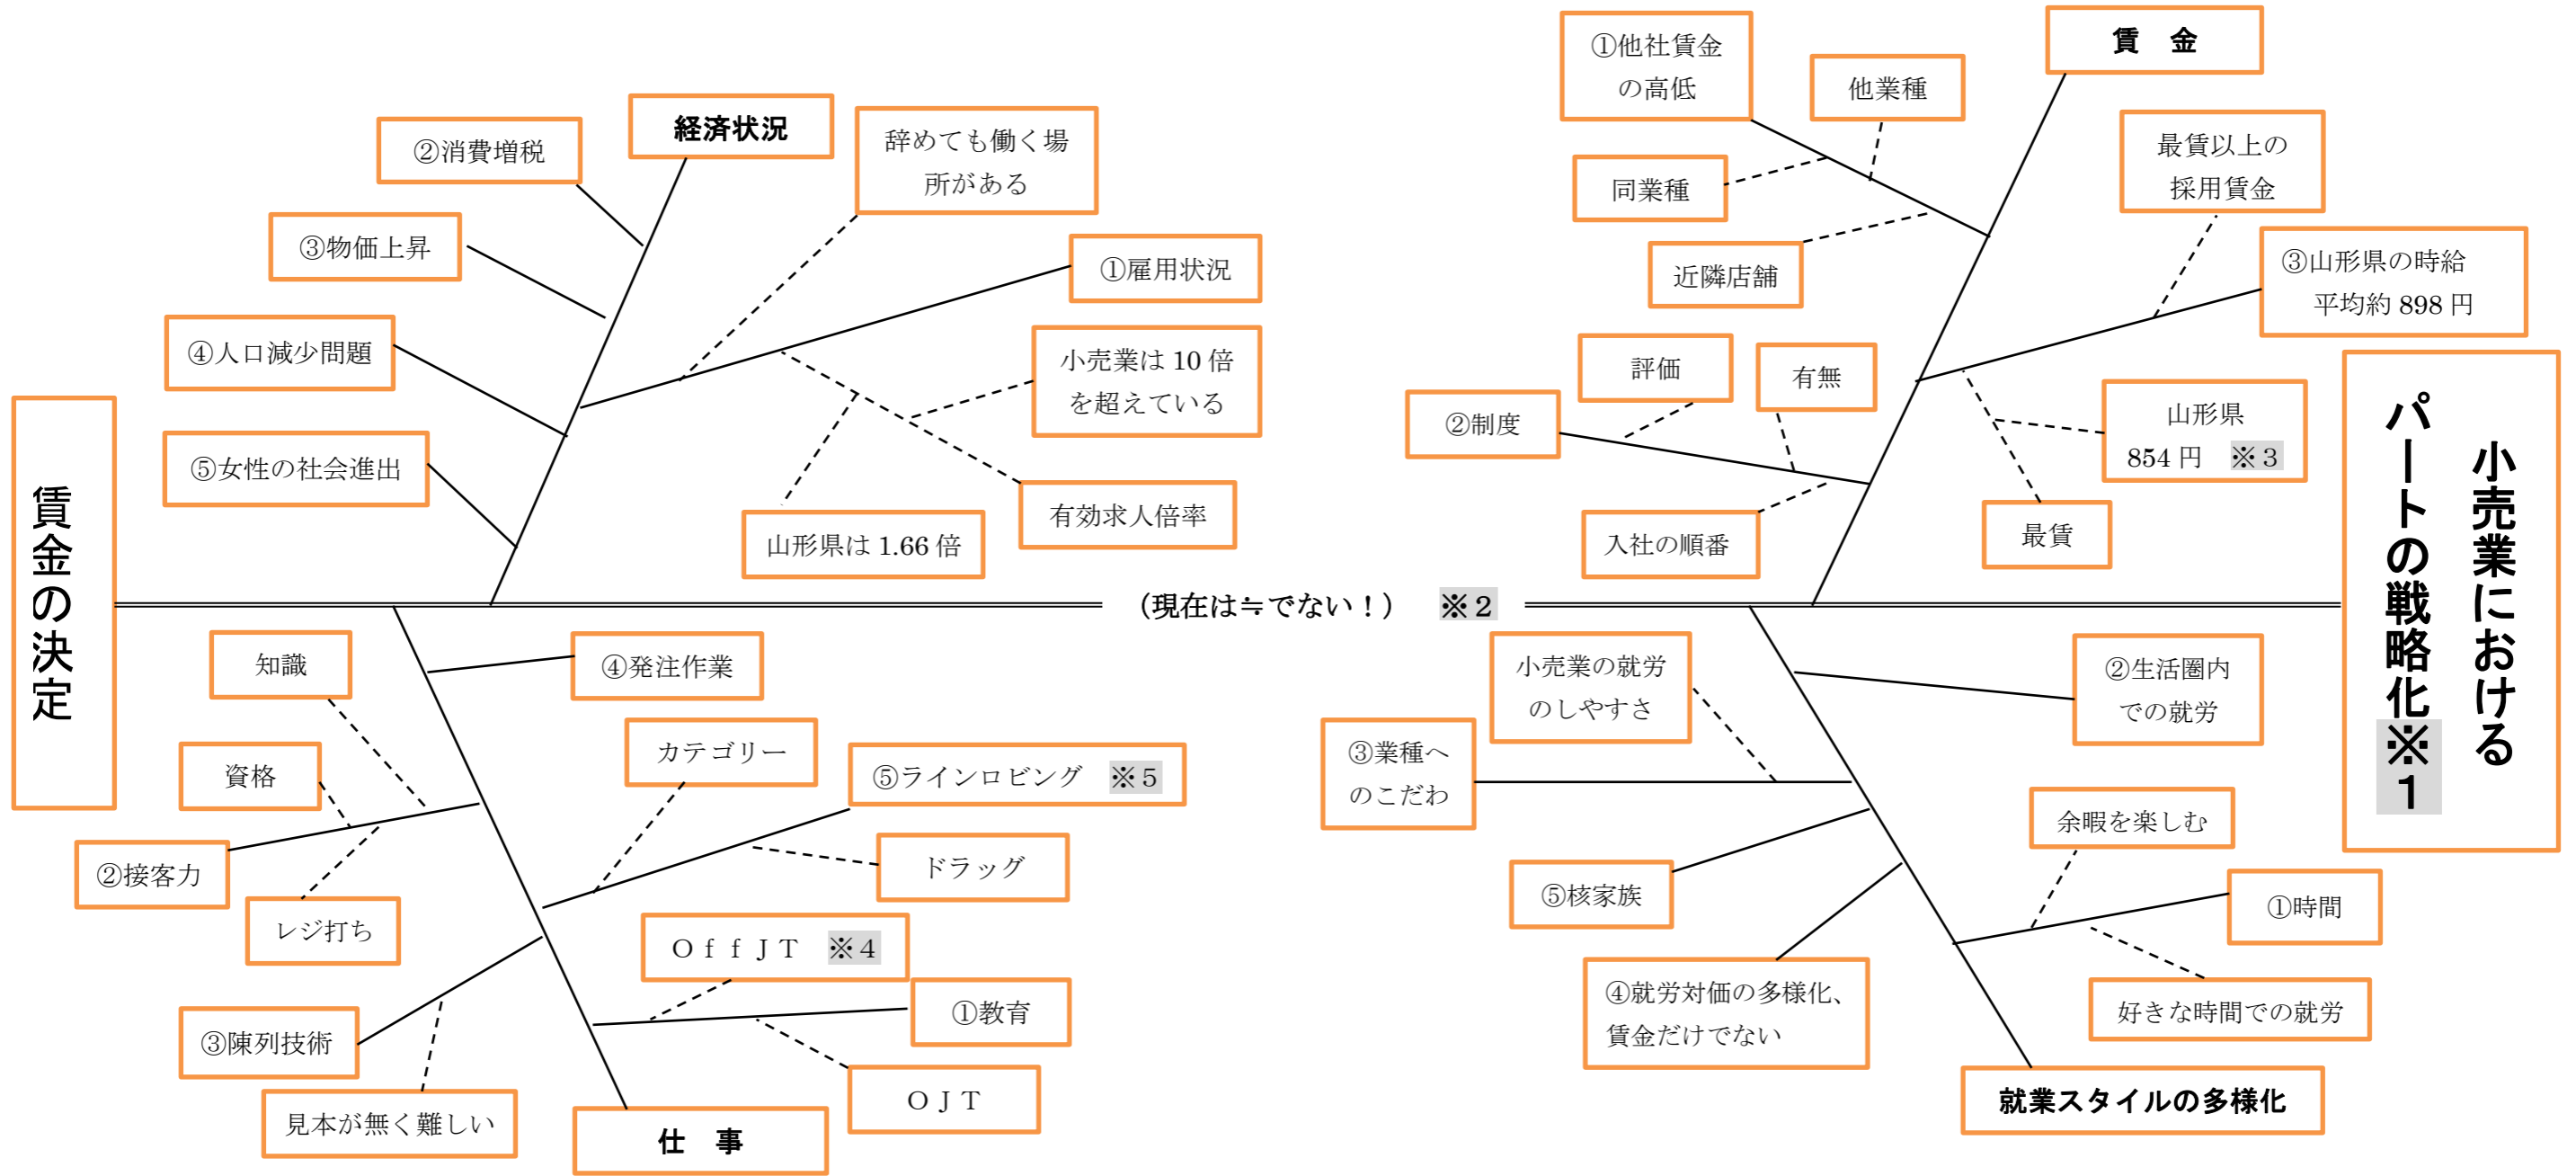 賃金の決定
経済状況
②消費増税
③物価上昇
④人口減少問題
⑤女性の社会進出
辞めても働く場
所がある
①雇用状況
小売業は 10 倍
を超えている
有効求人倍率
山形県は 1.66 倍
賃　金
①他社賃金
の高低
他業種
同業種
近隣店舗
最賃以上の
採用賃金
③山形県の時給
平均約 898 円
評価
有無
②制度
入社の順番
山形県
854 円　※３
最賃
（現在は≒でない！）　※２
小売業における
パートの戦略化※１
知識
④発注作業
資格
カテゴリー
⑤ラインロビング　※５
②接客力
ドラッグ
レジ打ち
ＯｆｆＪＴ　※４
①教育
③陳列技術
ＯＪＴ
見本が無く難しい
仕　事
小売業の就労
のしやすさ
②生活圏内
での就労
③業種へ
のこだわ
余暇を楽しむ
⑤核家族
①時間
④就労対価の多様化、
賃金だけでない
好きな時間での就労
就業スタイルの多様化